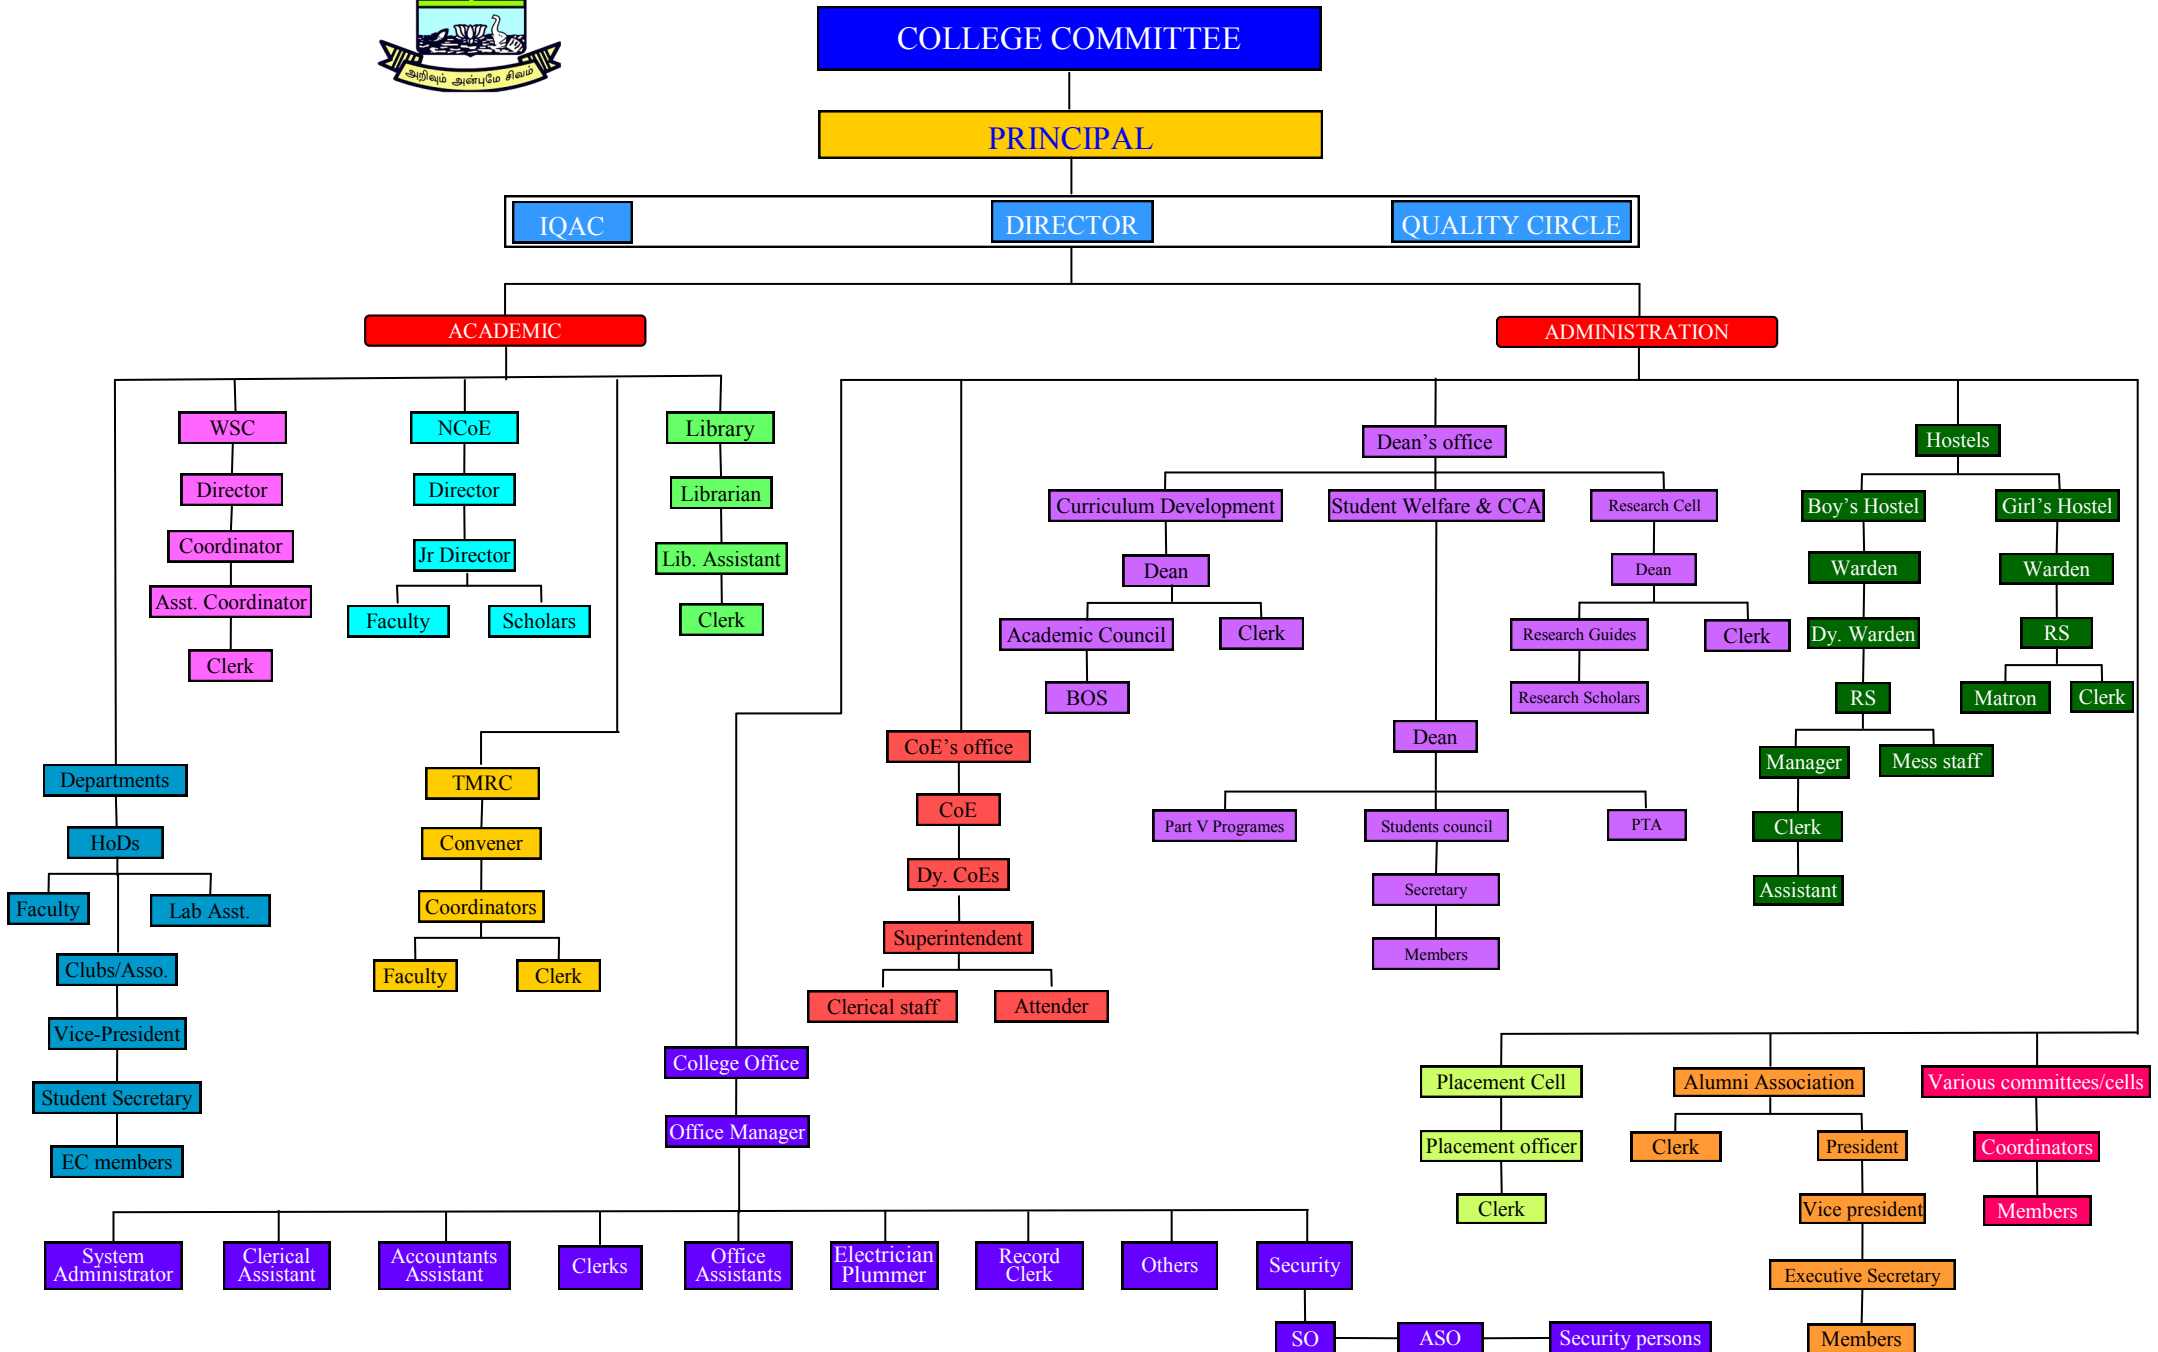 அறிவும் அன்புமே சிவம்
COLLEGE COMMITTEE
PRINCIPAL
IQAC
DIRECTOR
QUALITY CIRCLE
ACADEMIC
ADMINISTRATION
WSC
Director
Coordinator
Asst. Coordinator
Clerk
NCoE
Director
Jr Director
Faculty
Scholars
Library
Librarian
Lib. Assistant
Clerk
Departments
HoDs
Faculty
Lab Asst.
Clubs/Asso.
Vice-President
Student Secretary
EC members
TMRC
Convener
Coordinators
Faculty
Clerk
Dean’s office
Curriculum Development
Dean
Academic Council
Clerk
BOS
Student Welfare & CCA
Dean
Part V Programes
Students council
PTA
Secretary
Members
Research Cell
Dean
Research Guides
Clerk
Research Scholars
Hostels
Boy’s Hostel
Warden
Dy. Warden
RS
Manager
Mess staff
Clerk
Assistant
Girl’s Hostel
Warden
RS
Matron
Clerk
CoE’s office
CoE
Dy. CoEs
Superintendent
Clerical staff
Attender
College Office
Office Manager
System
Administrator
Clerical
Assistant
Accountants
Assistant
Clerks
Office
Assistants
Electrician
Plummer
Record
Clerk
Others
Security
SO
ASO
Security persons
Placement Cell
Placement officer
Clerk
Alumni Association
Clerk
President
Vice president
Executive Secretary
Members
Various committees/cells
Coordinators
Members